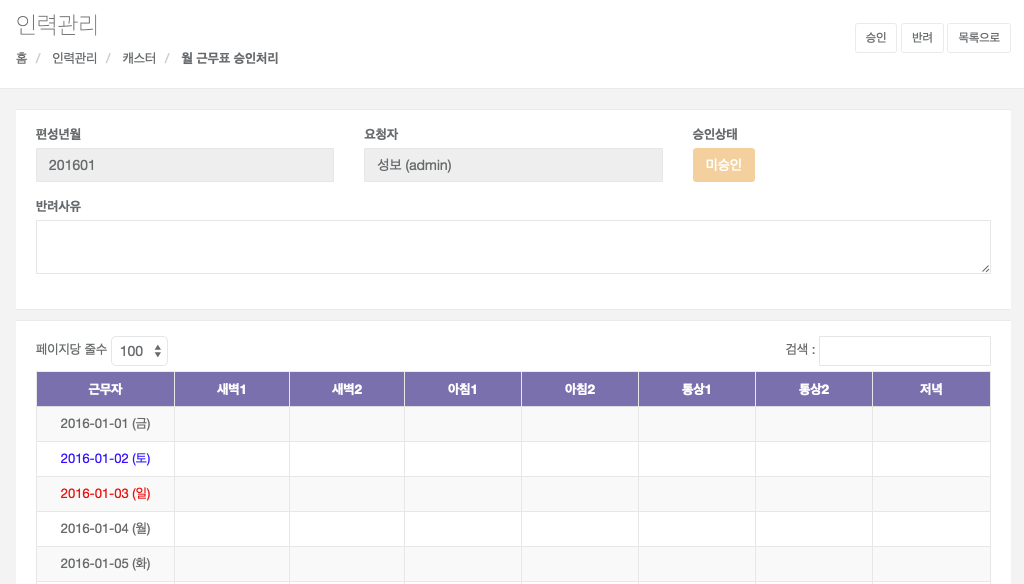 인력관리
승인 반려 목록으로
홈 / 인력관리 / 캐스터 / 월 근무표 승인처리
편성년월 요청자 승인상태
201601 성보 (admin) 미승인
반려사유
페이지당 줄수 100 검색 :
근무자 새벽1 새벽2 아침1 아침2 통상1 통상2 저녁
2016-01-01 (금)
2016-01-02 (토)
2016-01-03 (일)
2016-01-04 (월)
2016-01-05 (화)